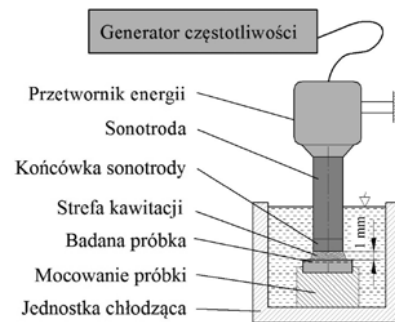 Generator częstotliwości
Przetwornik energii
Sonotroda
Końcówka sonotrody
Strefa kawitacji
Badana próbka
Mocowanie próbki
Jednostka chłodząca
1 mm